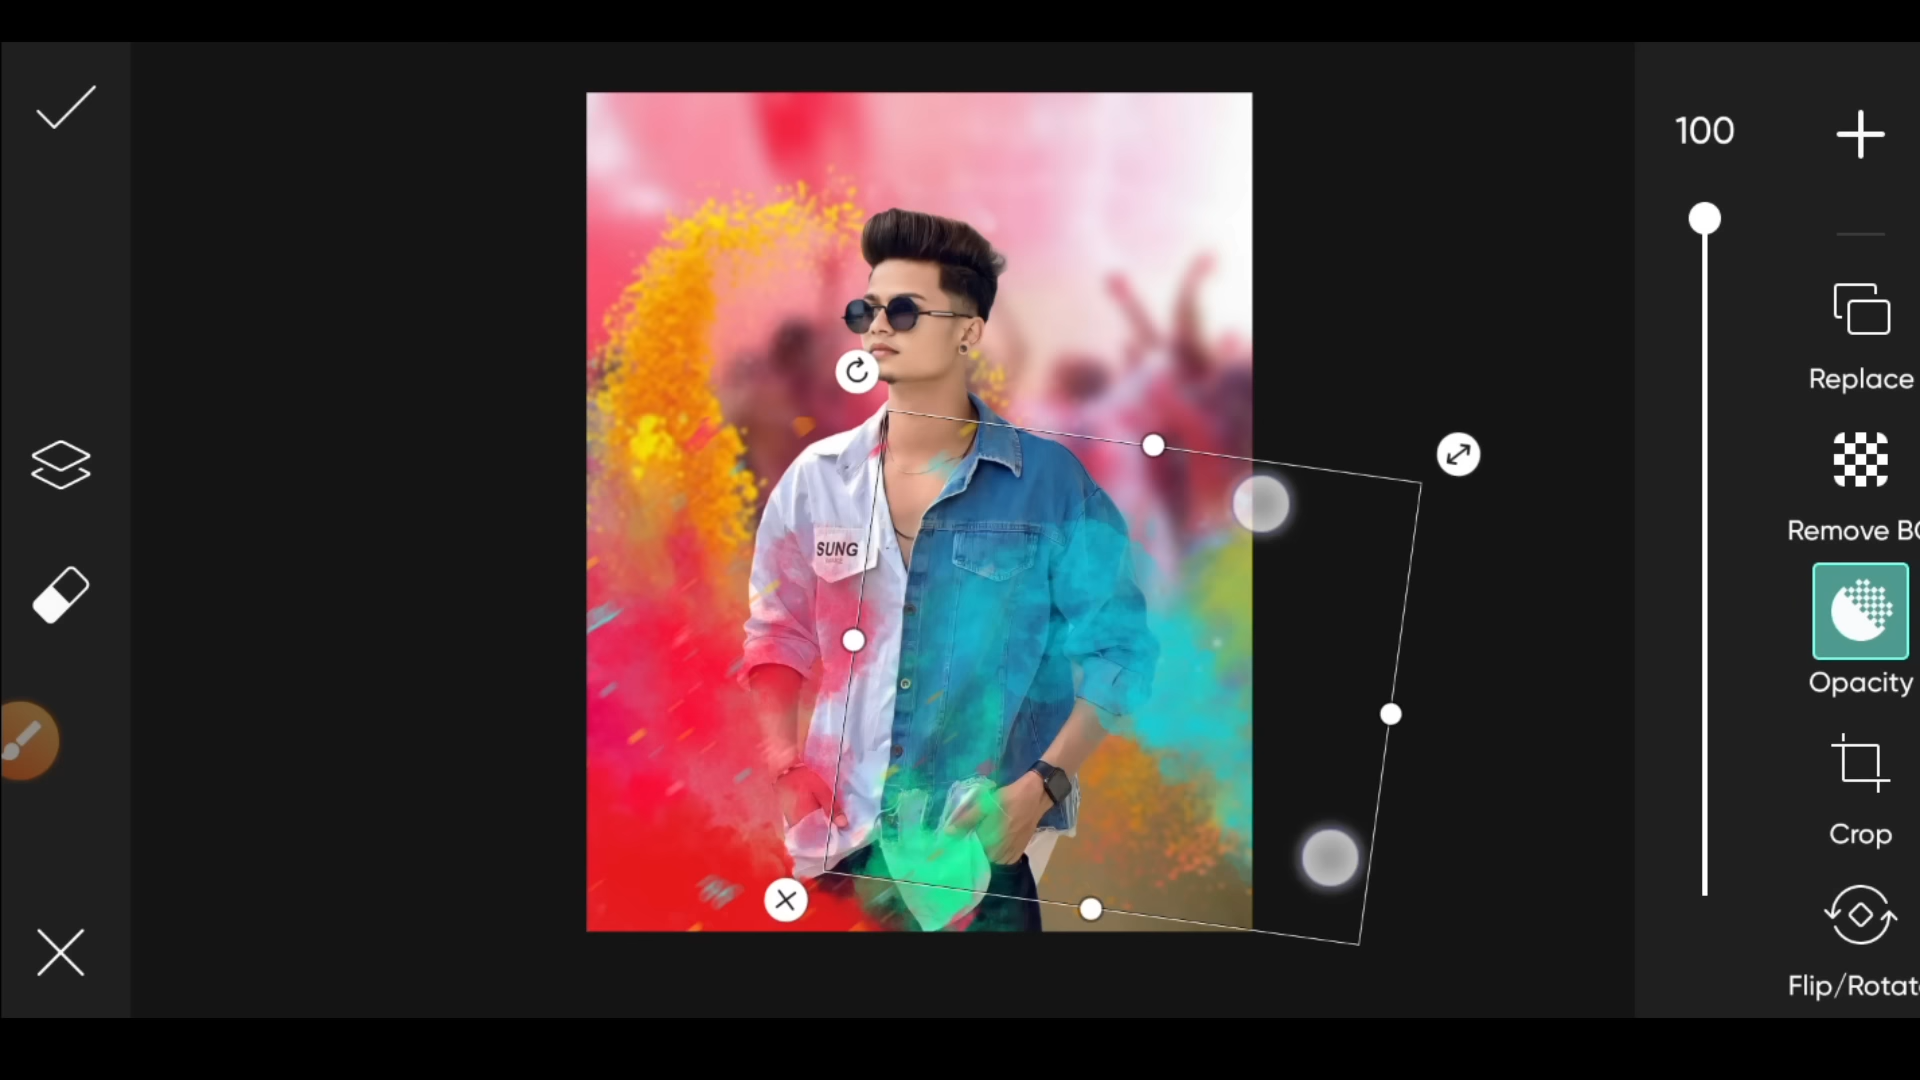 100
Replace
Remove BG
Opacity
Crop
Flip/Rotate
SUNG